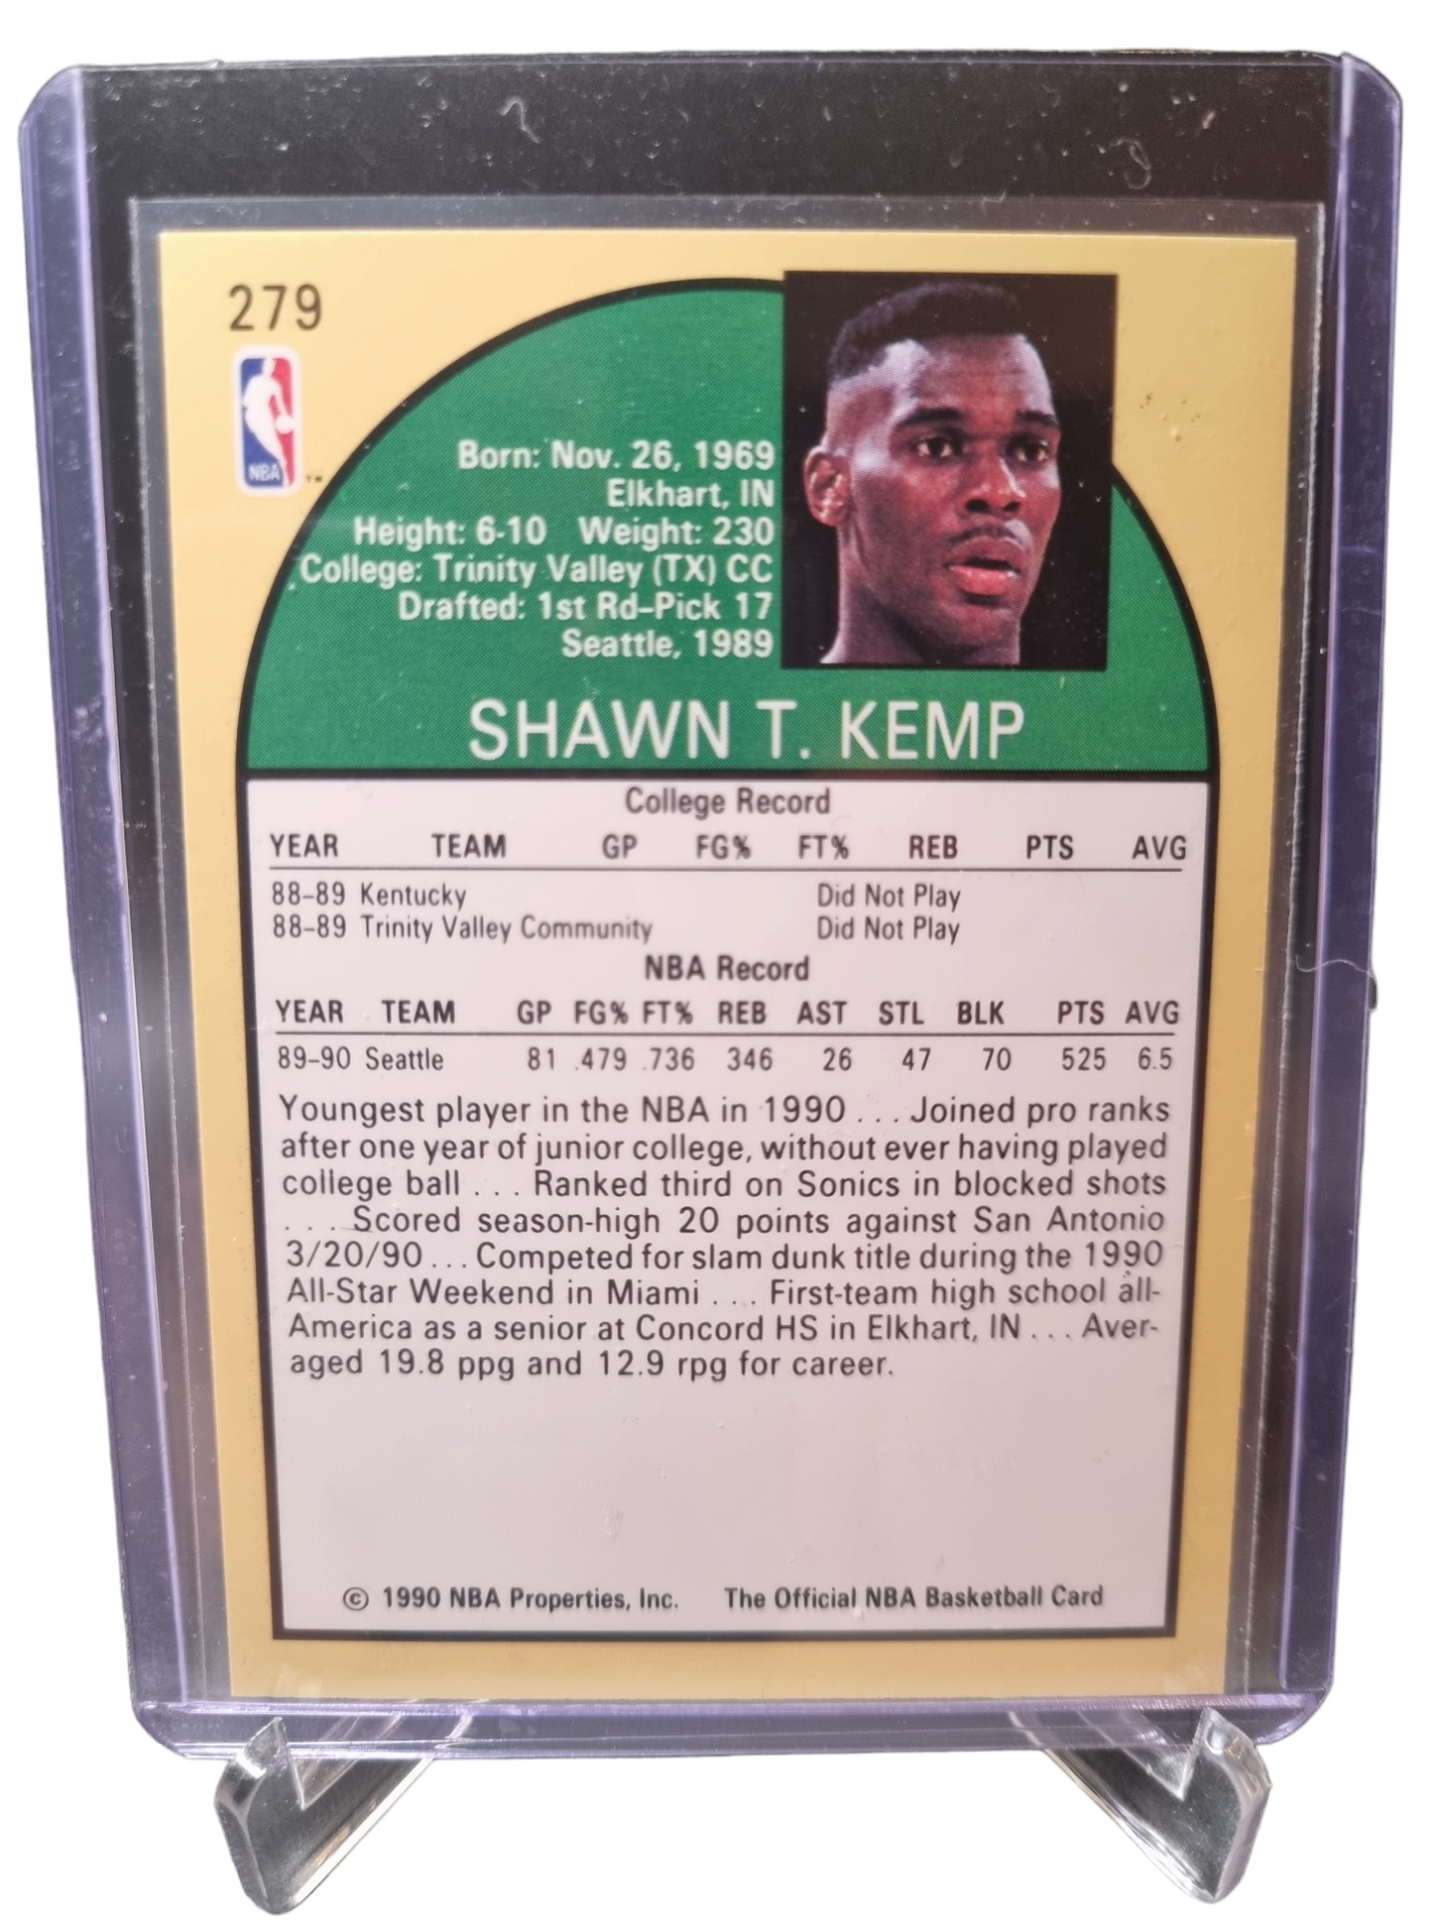 279
NBA
TM
Born: Nov. 26, 1969
Elkhart, IN
Height: 6-10 Weight: 230
College: Trinity Valley (TX) CC
Drafted: 1st Rd–Pick 17
Seattle, 1989
SHAWN T. KEMP
College Record
YEAR TEAM GP FG% FT% REB PTS AVG
88–89 Kentucky Did Not Play
88–89 Trinity Valley Community Did Not Play
NBA Record
YEAR TEAM GP FG% FT% REB AST STL BLK PTS AVG
89–90 Seattle 81 .479 .736 346 26 47 70 525 6.5
Youngest player in the NBA in 1990 . . . Joined pro ranks
after one year of junior college, without ever having played
college ball . . . Ranked third on Sonics in blocked shots
. . . Scored season-high 20 points against San Antonio
3/20/90 . . . Competed for slam dunk title during the 1990
All-Star Weekend in Miami . . . First-team high school all-
America as a senior at Concord HS in Elkhart, IN . . . Aver-
aged 19.8 ppg and 12.9 rpg for career.
© 1990 NBA Properties, Inc. The Official NBA Basketball Card